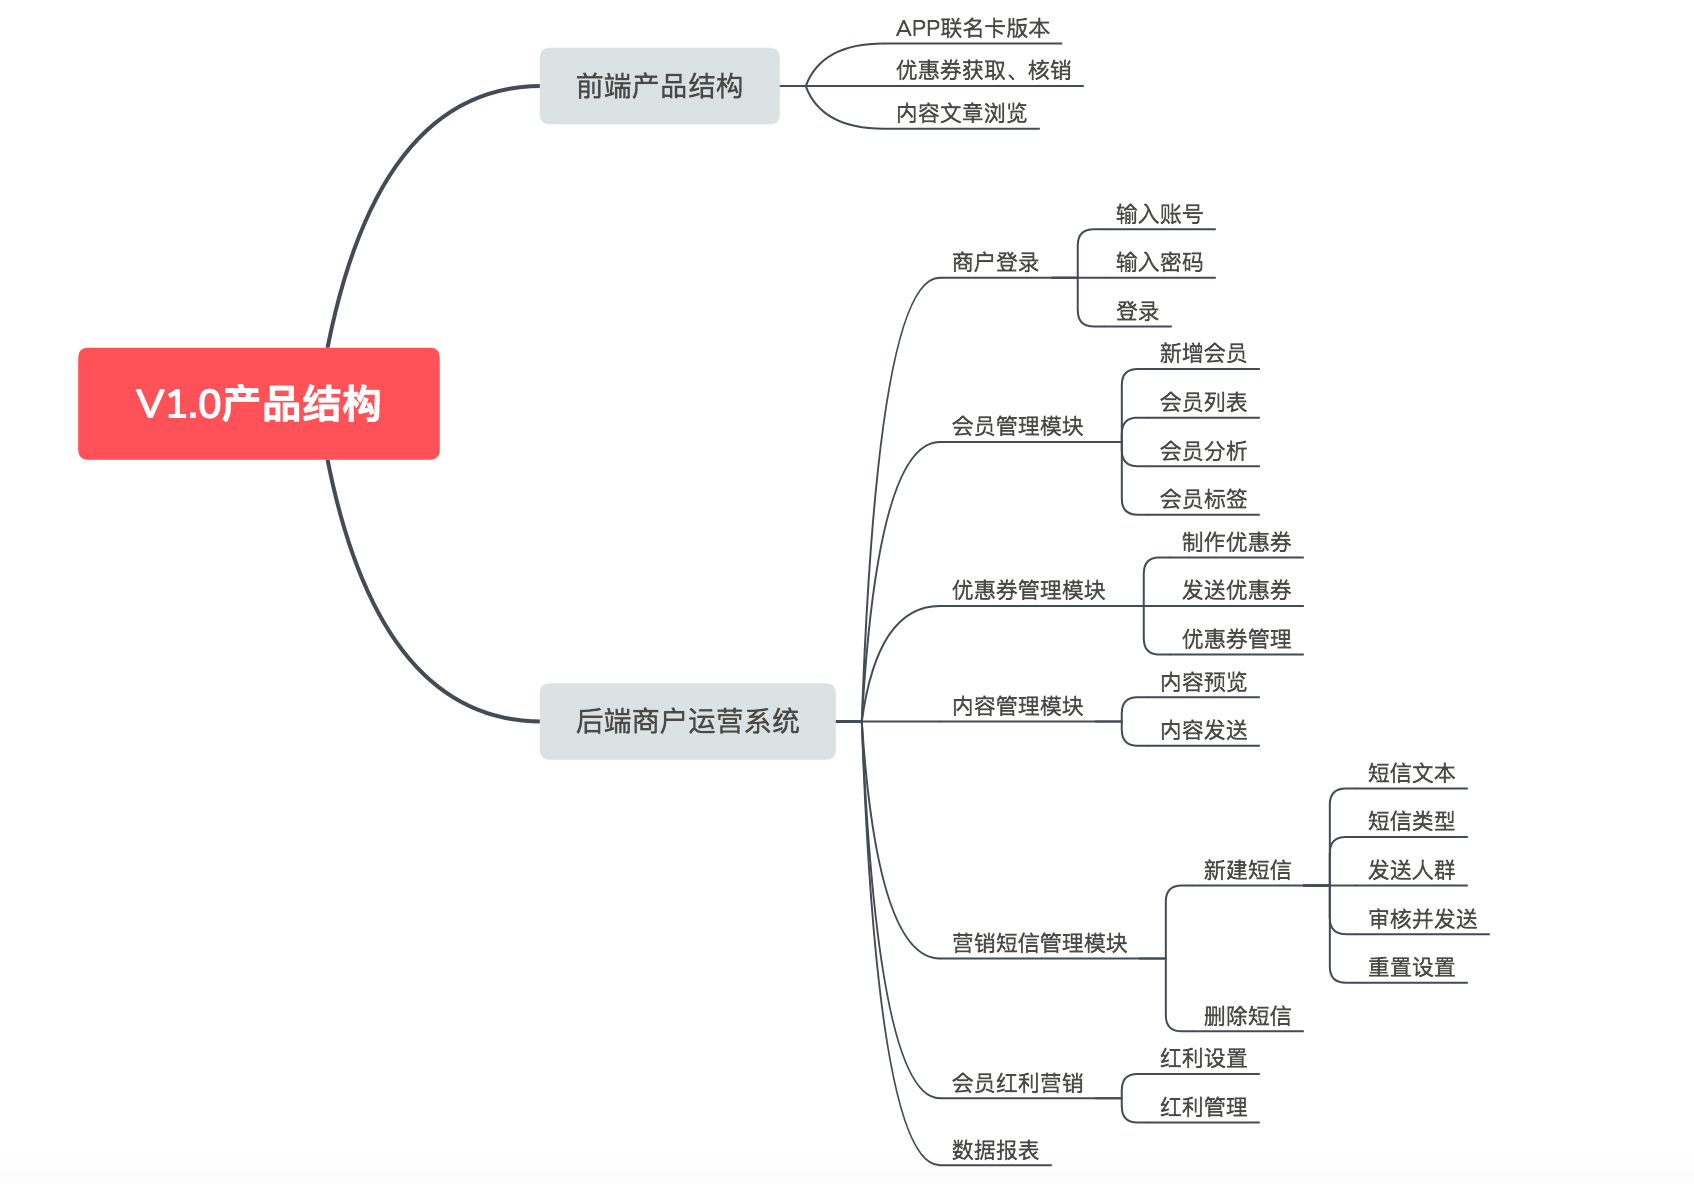 V1.0产品结构
前端产品结构
APP联名卡版本
优惠券获取、核销
内容文章浏览
后端商户运营系统
商户登录
输入账号
输入密码
登录
会员管理模块
新增会员
会员列表
会员分析
会员标签
优惠券管理模块
制作优惠券
发送优惠券
优惠券管理
内容管理模块
内容预览
内容发送
营销短信管理模块
新建短信
短信文本
短信类型
发送人群
审核并发送
重置设置
删除短信
会员红利营销
红利设置
红利管理
数据报表